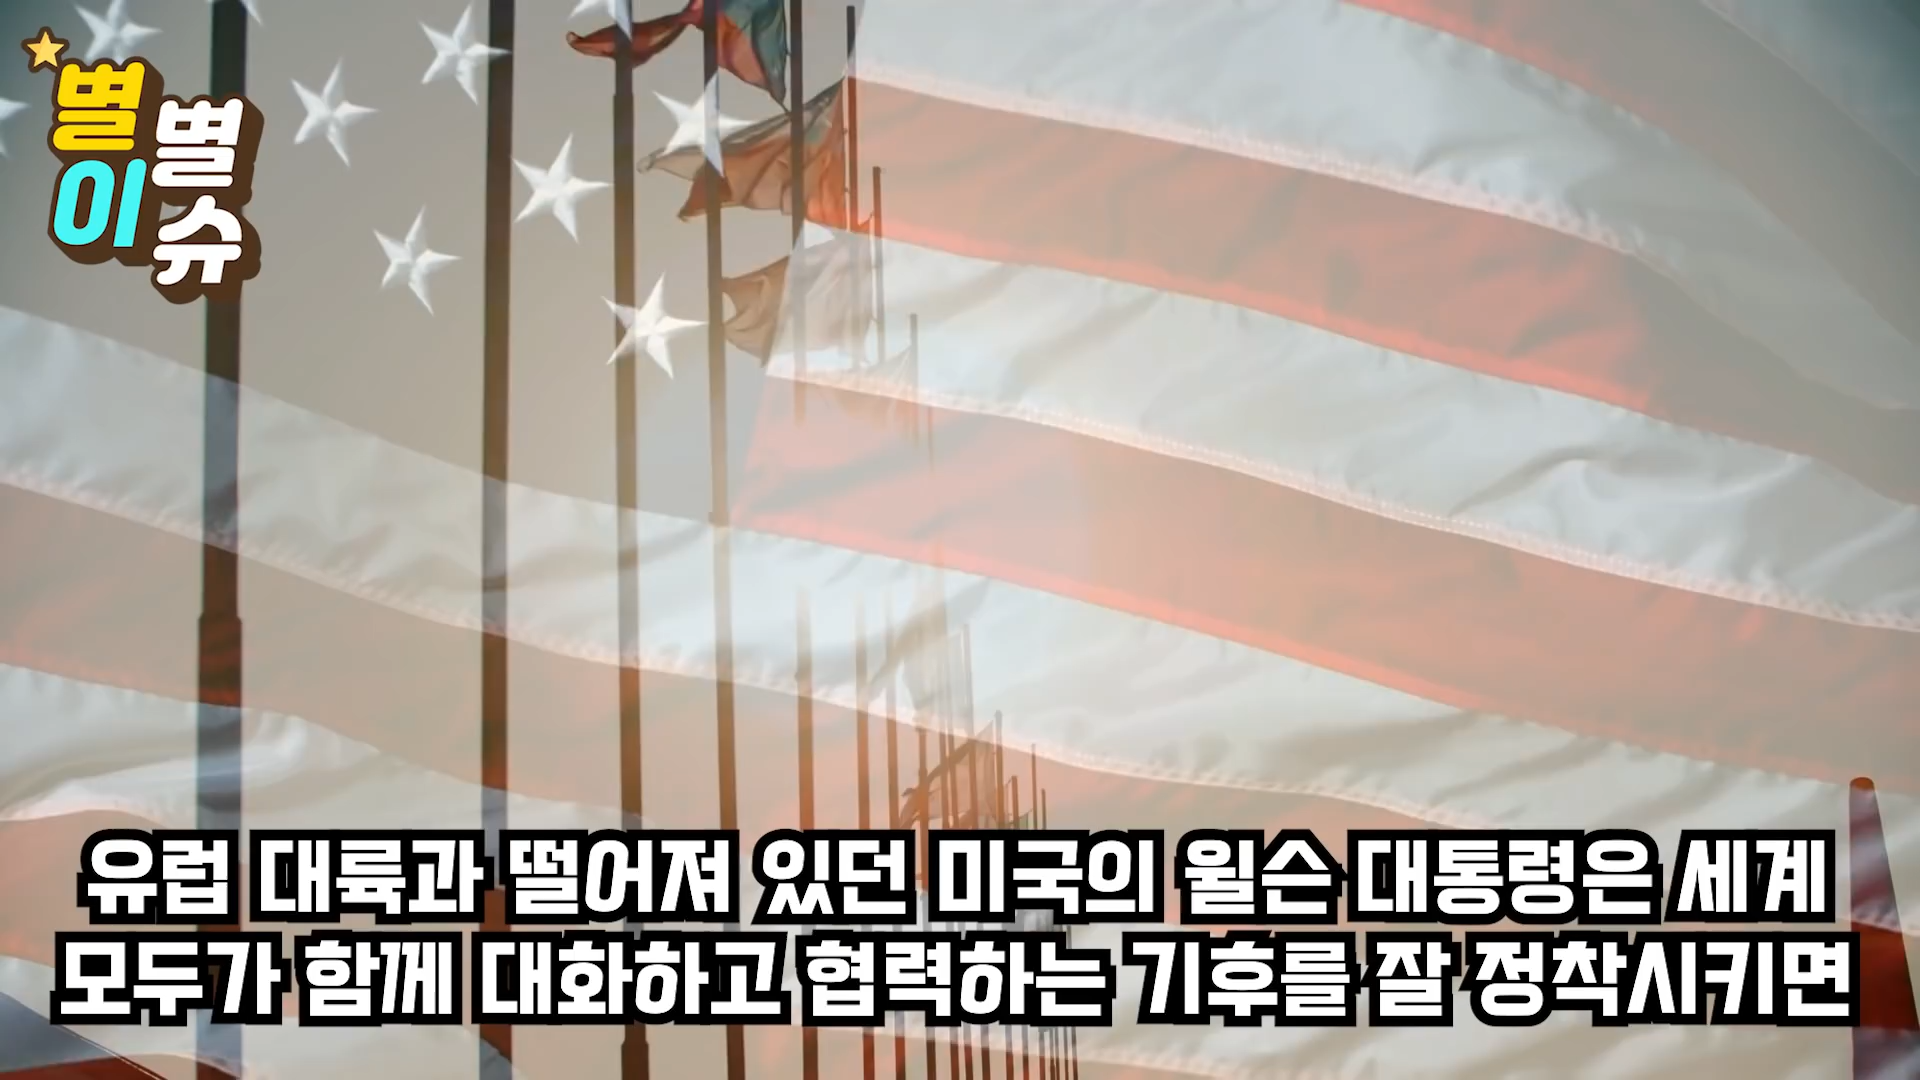 별별
이슈
유럽 대륙과 떨어져 있던 미국의 윌슨 대통령은 세계
모두가 함께 대화하고 협력하는 기후를 잘 정착시키면